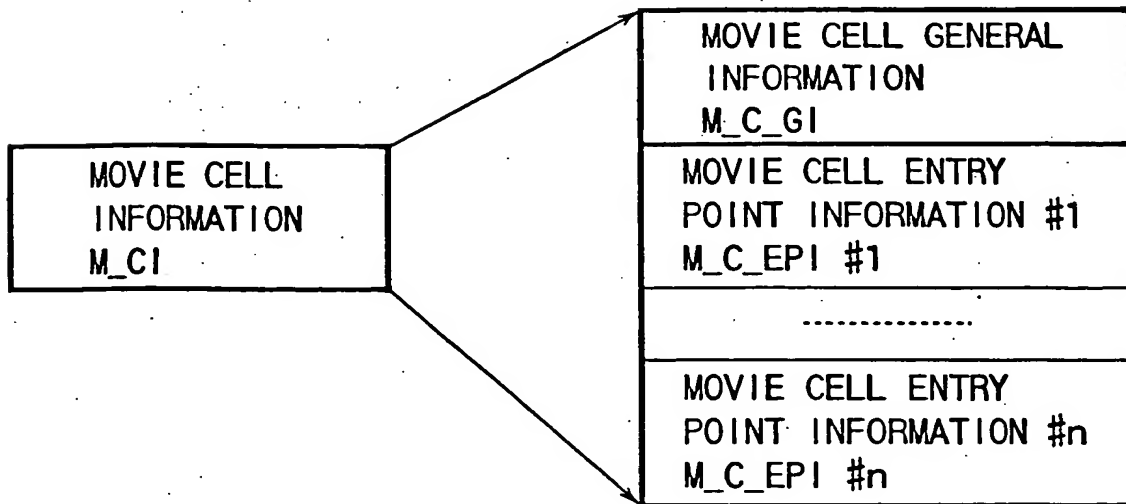 MOVIE CELL
INFORMATION
M_CI
MOVIE CELL GENERAL
INFORMATION
M_C_GI
MOVIE CELL ENTRY
POINT INFORMATION #1
M_C_EPI #1
...............
MOVIE CELL ENTRY
POINT INFORMATION #n
M_C_EPI #n